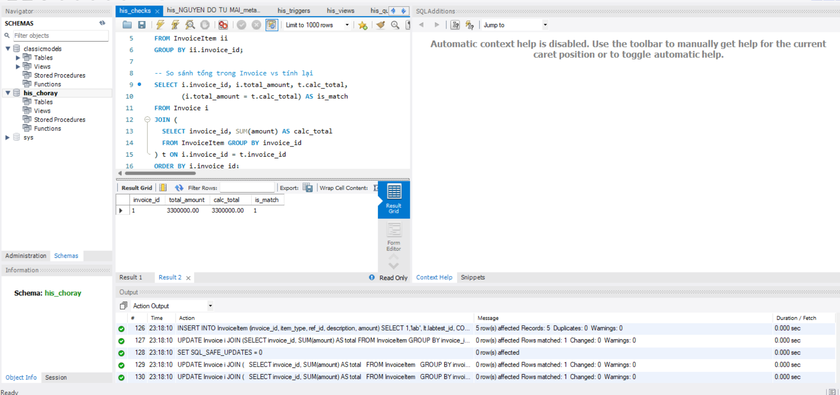 Navigator
SCHEMAS
Filter objects
classicmodels
Tables
Views
Stored Procedures
Functions
his_choray
Tables
Views
Stored Procedures
Functions
sys
Administration Schemas
Information
Schema: his_choray
Object Info Session
Ready
his_checks his_NGUYEN DO TU MAI_meta.. his_triggers his_views
Limit to 1000 rows
5 FROM InvoiceItem ii
6 GROUP BY ii.invoice_id;
7
8 -- So sánh tổng trong Invoice vs tính lại
9 SELECT i.invoice_id, i.total_amount, t.calc_total,
10 (i.total_amount = t.calc_total) AS is_match
11 FROM Invoice i
12 JOIN (
13 SELECT invoice_id, SUM(amount) AS calc_total
14 FROM InvoiceItem GROUP BY invoice_id
15 ) t ON i.invoice_id = t.invoice_id
16 ORDER BY i.invoice_id;
Result Grid Filter Rows: Export: Wrap Cell Content:
invoice_id total_amount calc_total is_match
1 3300000.00 3300000.00 1
Result Grid
Form Editor
Result 1 Result 2 Read Only
SQLAdditions
Jump to
Automatic context help is disabled. Use the toolbar to manually get help for the current
caret position or to toggle automatic help.
Context Help Snippets
Output
Action Output
# Time Action Message Duration / Fetch
126 23:18:10 INSERT INTO InvoiceItem (invoice_id, item_type, ref_id, description, amount) SELECT 1,'lab', lt.labtest_id, CO... 5 row(s) affected Records: 5 Duplicates: 0 Warnings: 0 0.000 sec
127 23:18:10 UPDATE Invoice i JOIN (SELECT invoice_id, SUM(amount) AS total FROM InvoiceItem GROUP BY invoice_i... 1 row(s) affected Rows matched: 1 Changed: 0 Warnings: 0 0.000 sec
128 23:18:10 SET SQL_SAFE_UPDATES = 0 0 row(s) affected 0.000 sec
129 23:18:10 UPDATE Invoice i JOIN ( SELECT invoice_id, SUM(amount) AS total FROM InvoiceItem GROUP BY invoi... 0 row(s) affected Rows matched: 1 Changed: 0 Warnings: 0 0.000 sec
130 23:18:10 UPDATE Invoice i JOIN ( SELECT invoice_id, SUM(amount) AS total FROM InvoiceItem GROUP BY invoi... 0 row(s) affected Rows matched: 1 Changed: 0 Warnings: 0 0.000 sec